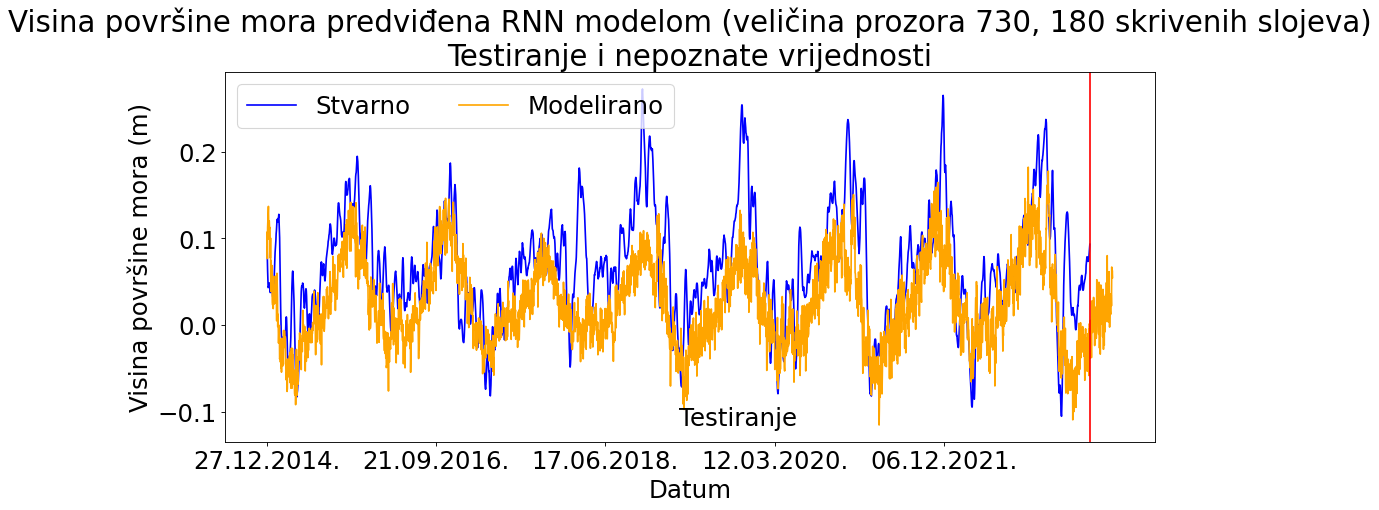 Visina površine mora predviđena RNN modelom (veličina prozora 730, 180 skrivenih slojeva)
Testiranje i nepoznate vrijednosti
Stvarno Modelirano
Visina površine mora (m)
0.2
0.1
0.0
−0.1
Testiranje
27.12.2014. 21.09.2016. 17.06.2018. 12.03.2020. 06.12.2021.
Datum